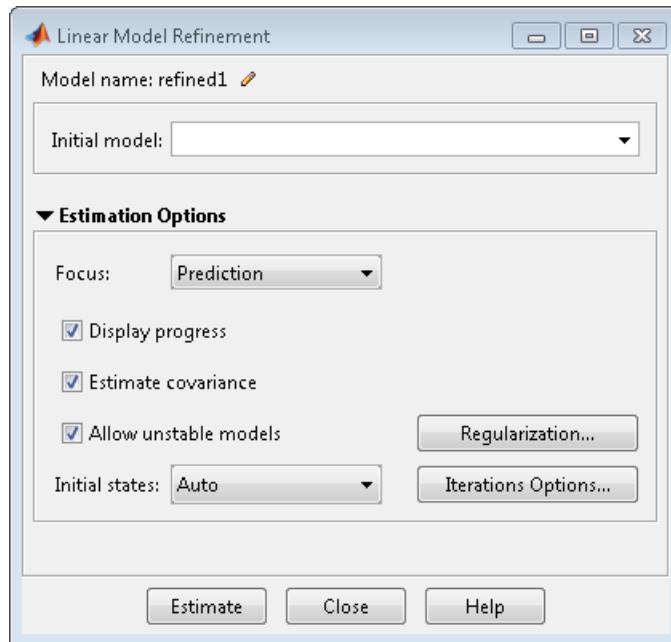 Linear Model Refinement
Model name: refined1
Initial model:
Estimation Options
Focus: Prediction
Display progress
Estimate covariance
Allow unstable models Regularization...
Initial states: Auto Iterations Options...
Estimate Close Help